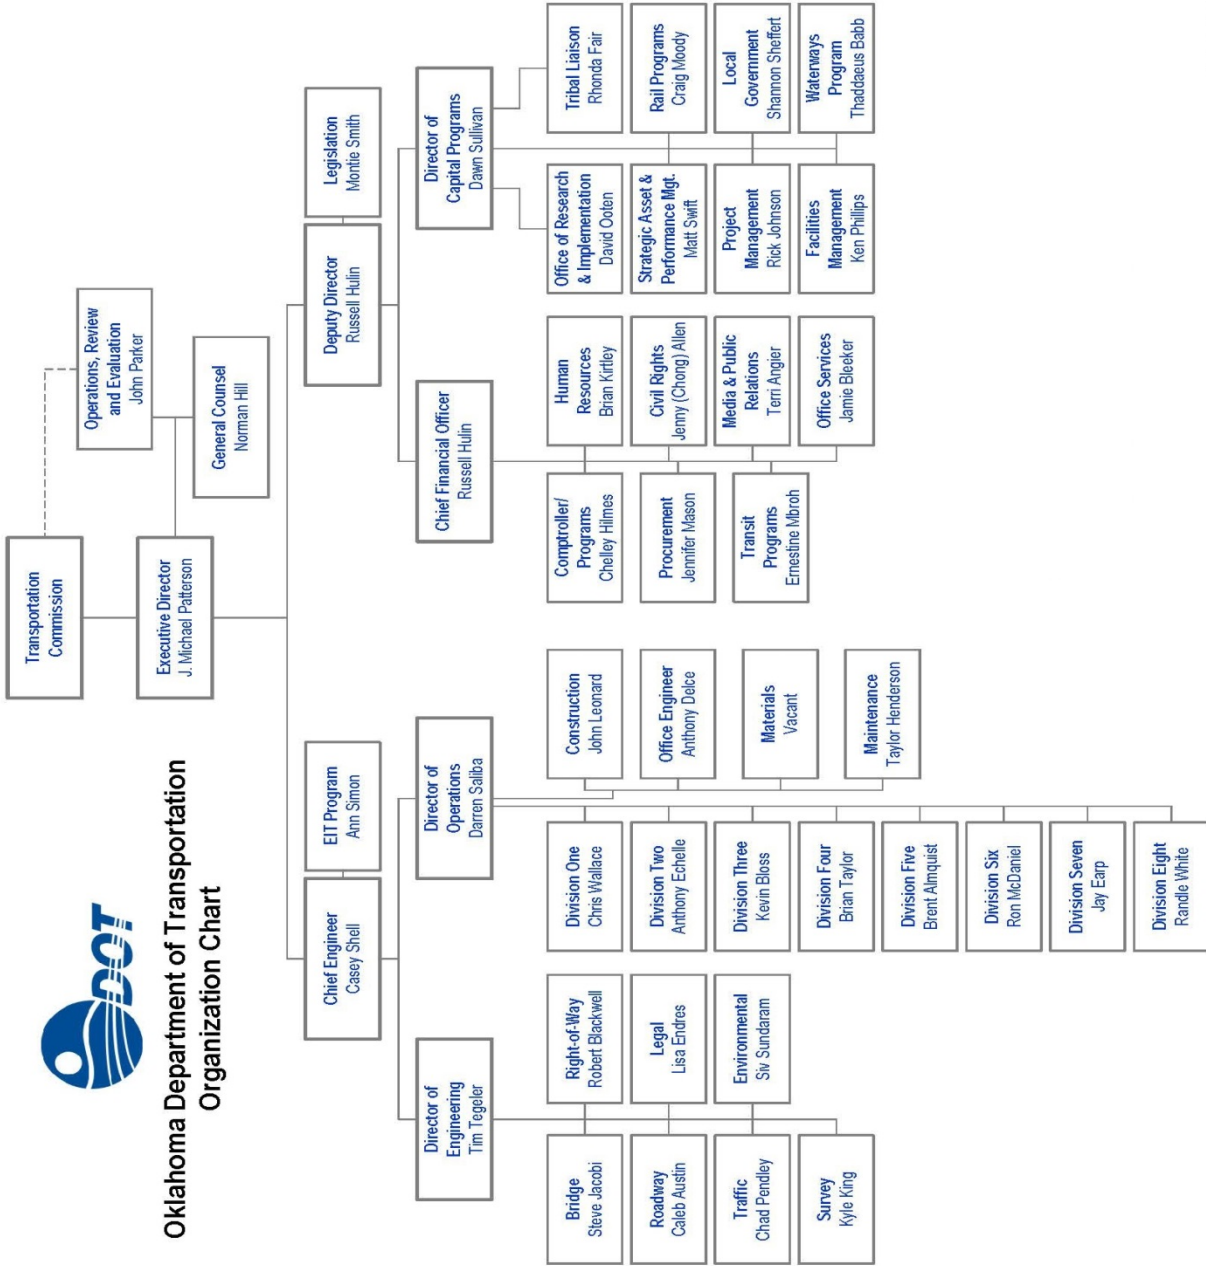 ODOT
Oklahoma Department of Transportation
Organization Chart
Transportation
Commission
Operations, Review
and Evaluation
John Parker
Executive Director
J. Michael Patterson
General Counsel
Norman Hill
Chief Engineer
Casey Shell
EIT Program
Ann Simon
Deputy Director
Russell Hulin
Legislation
Montie Smith
Director of
Engineering
Tim Tegeler
Director of
Operations
Darren Saliba
Chief Financial Officer
Russell Hulin
Director of
Capital Programs
Dawn Sullivan
Bridge
Steve Jacobi
Right-of-Way
Robert Blackwell
Roadway
Caleb Austin
Legal
Lisa Endres
Traffic
Chad Pendley
Environmental
Siv Sundaram
Survey
Kyle King
Division One
Chris Wallace
Division Two
Anthony Echelle
Division Three
Kevin Bloss
Division Four
Brian Taylor
Division Five
Brent Almquist
Division Six
Ron McDaniel
Division Seven
Jay Earp
Division Eight
Randle White
Construction
John Leonard
Office Engineer
Anthony Delce
Materials
Vacant
Maintenance
Taylor Henderson
Comptroller/
Programs
Chelley Hilmes
Human
Resources
Brian Kirtley
Procurement
Jennifer Mason
Civil Rights
Jenny (Chong) Allen
Transit
Programs
Ernestine Mbroh
Media & Public
Relations
Terri Angier
Office Services
Jamie Bleeker
Office of Research
& Implementation
David Ooten
Tribal Liaison
Rhonda Fair
Strategic Asset &
Performance Mgt.
Matt Swift
Rail Programs
Craig Moody
Project
Management
Rick Johnson
Local
Government
Shannon Sheffert
Facilities
Management
Ken Phillips
Waterways
Program
Thaddaeus Babb